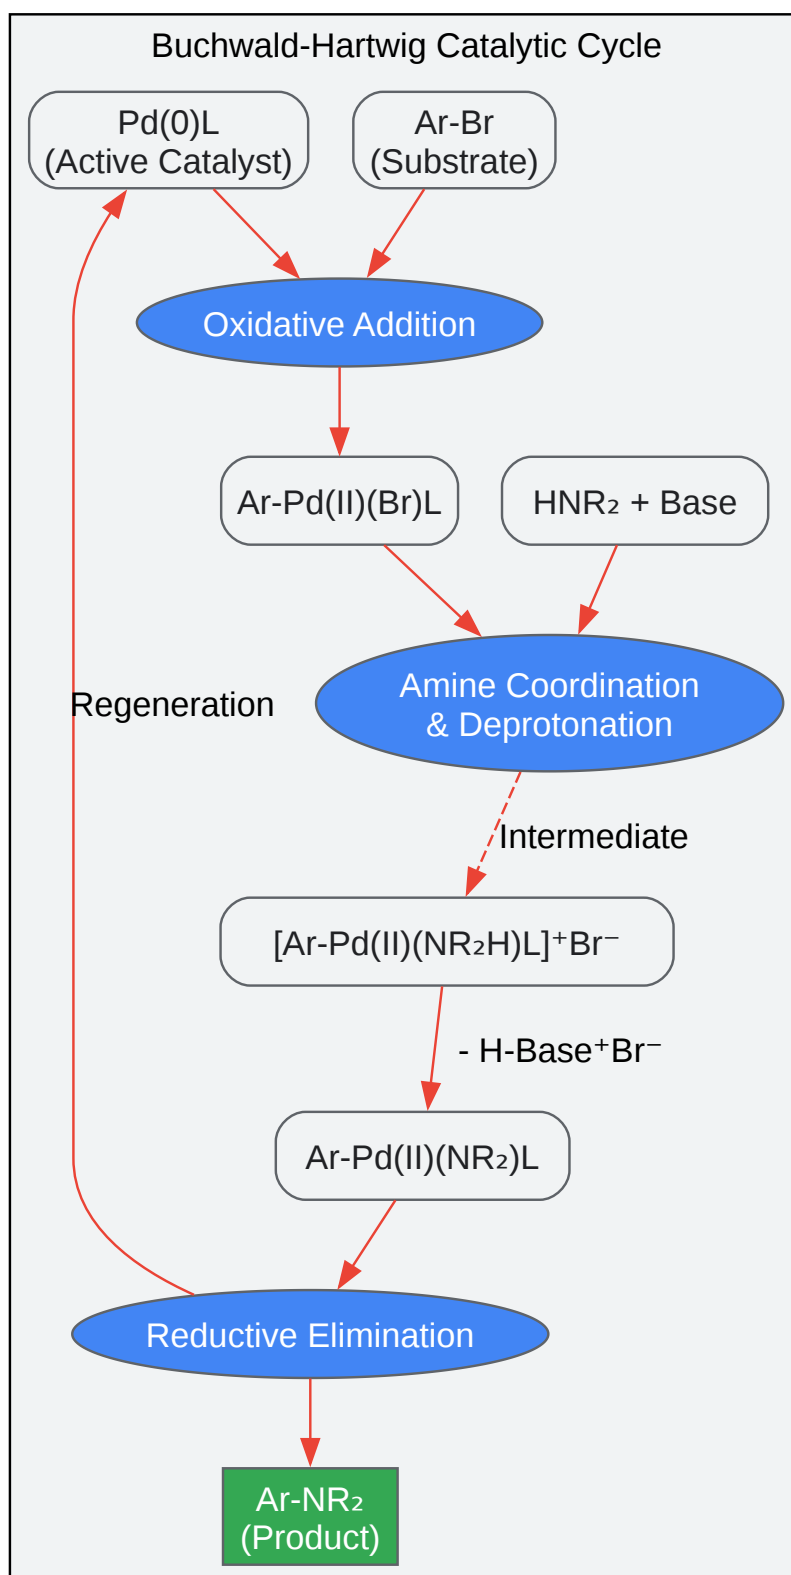 Buchwald-Hartwig Catalytic Cycle
Pd(0)L
(Active Catalyst)
Ar-Br
(Substrate)
Oxidative Addition
Ar-Pd(II)(Br)L
HNR₂ + Base
Amine Coordination
& Deprotonation
Regeneration
Intermediate
[Ar-Pd(II)(NR₂H)L]⁺Br⁻
- H-Base⁺Br⁻
Ar-Pd(II)(NR₂)L
Reductive Elimination
Ar-NR₂
(Product)